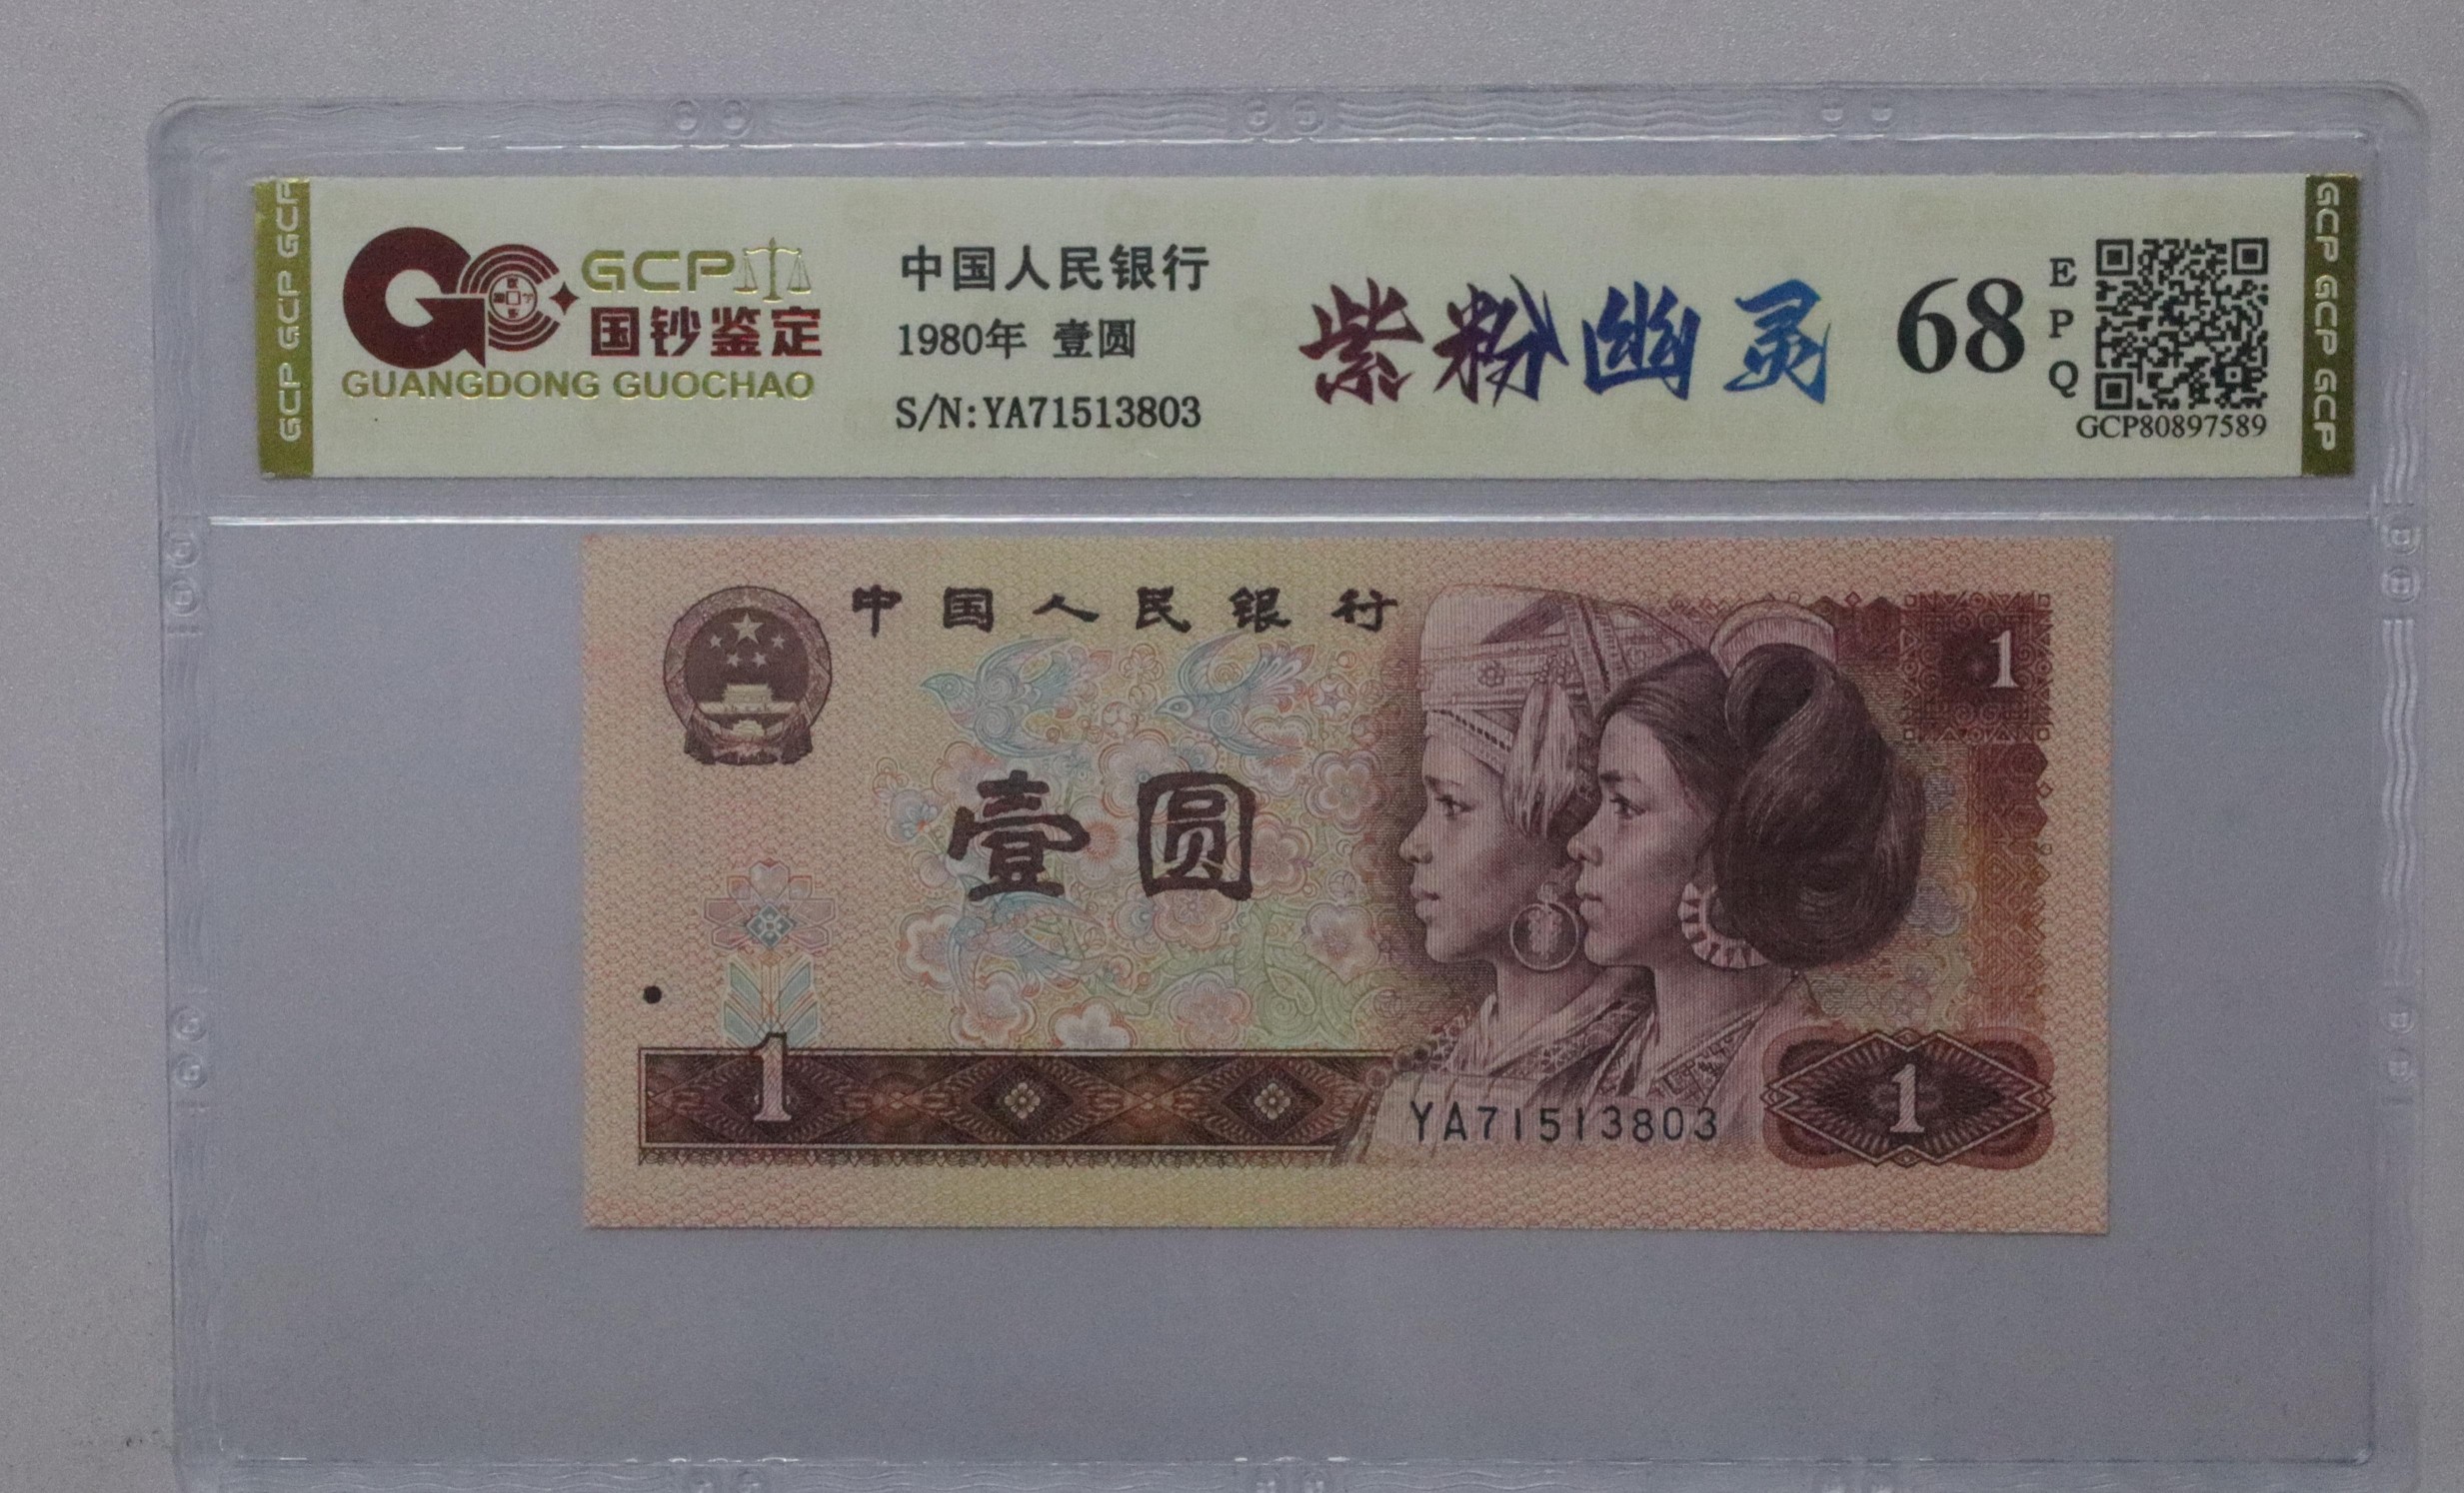 GCP GCP GCP
GCP
国钞鉴定
GUANGDONG GUOCHAO
中国人民银行
1980年 壹圆
S/N:YA71513803
紫粉幽灵
68
EPQ
GCP80897589
GCP GCP GCP
中国人民银行
1
壹圆
1
YA71513803
1